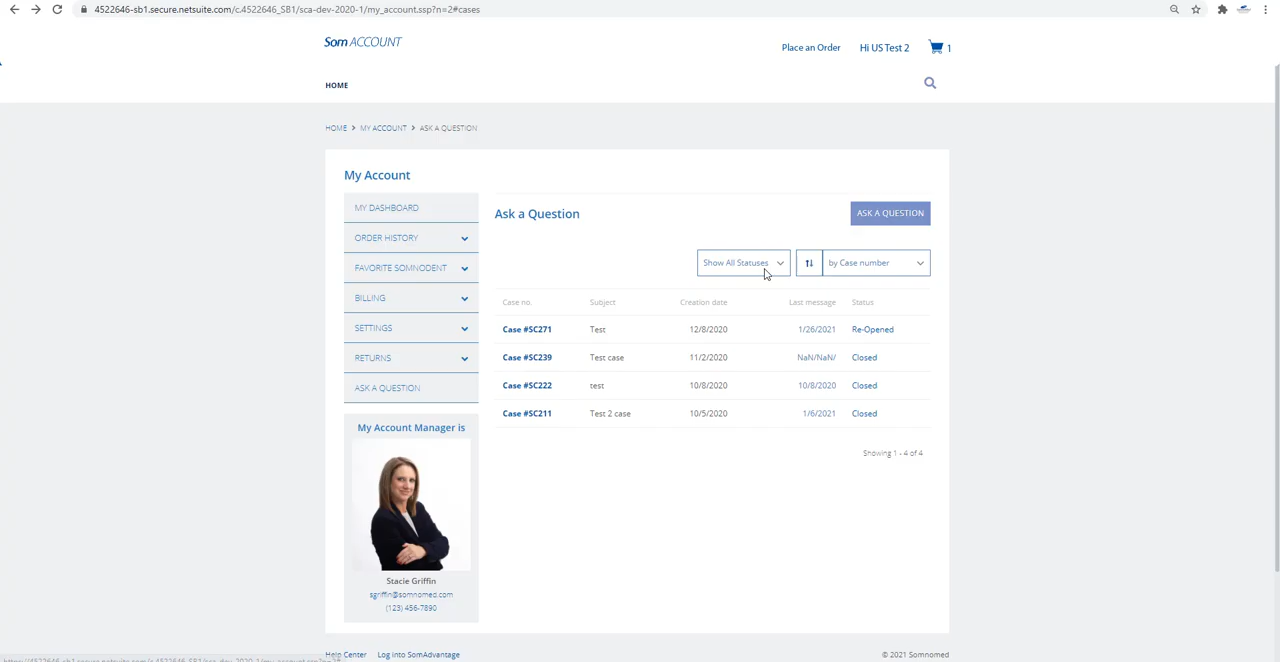 4522646-sb1.secure.netsuite.com/c.4522646_SB1/sca-dev-2020-1/my_account.ssp?n=2#cases
Som ACCOUNT
Place an Order
Hi US Test 2
1
HOME
HOME > MY ACCOUNT > ASK A QUESTION
My Account
MY DASHBOARD
ORDER HISTORY
FAVORITE SOMNODENT
BILLING
SETTINGS
RETURNS
ASK A QUESTION
My Account Manager is
Stacie Griffin
sgriffin@somnomed.com
(123) 456-7890
Ask a Question
ASK A QUESTION
Show All Statuses
by Case number
Case no. Subject Creation date Last message Status
Case #SC271 Test 12/8/2020 1/26/2021 Re-Opened
Case #SC239 Test case 11/2/2020 NaN/NaN/ Closed
Case #SC222 test 10/8/2020 10/8/2020 Closed
Case #SC211 Test 2 case 10/5/2020 1/6/2021 Closed
Showing 1 - 4 of 4
Help Center Log into SomAdvantage
© 2021 Somnomed